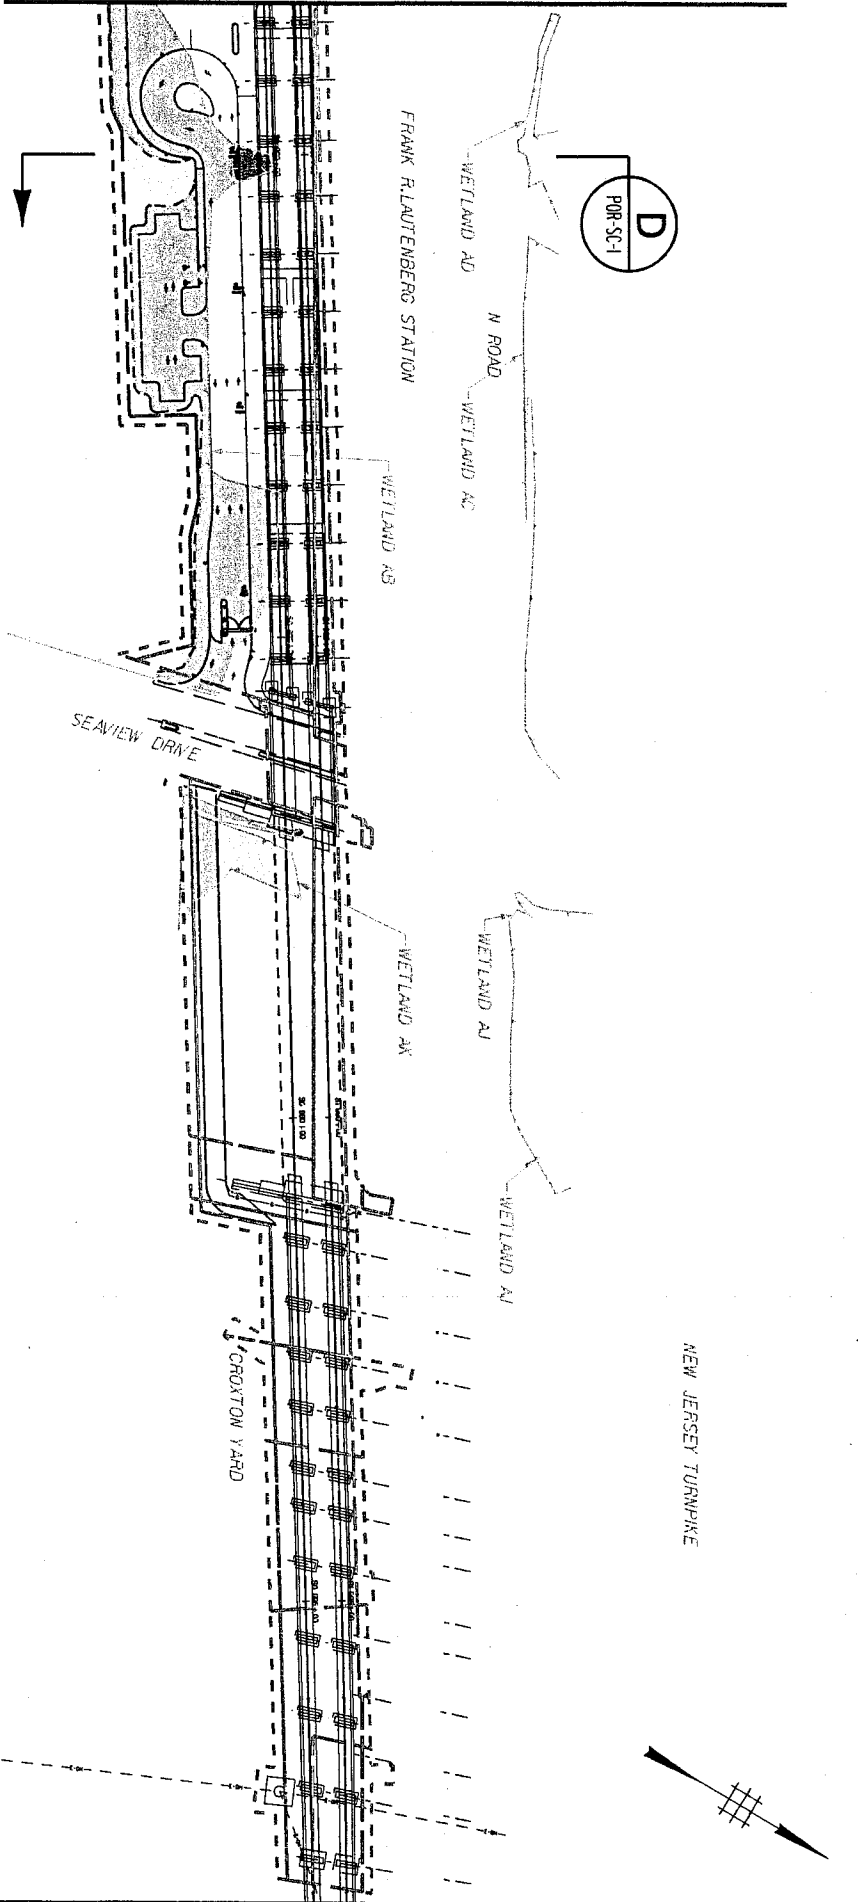 D
POR-SC-1
FRANK R. LAUTENBERG STATION
WETLAND AD
N ROAD
WETLAND AC
WETLAND AB
SEAVIEW DRIVE
WETLAND AK
WETLAND AJ
WETLAND AJ
CROXTON YARD
NEW JERSEY TURNPIKE